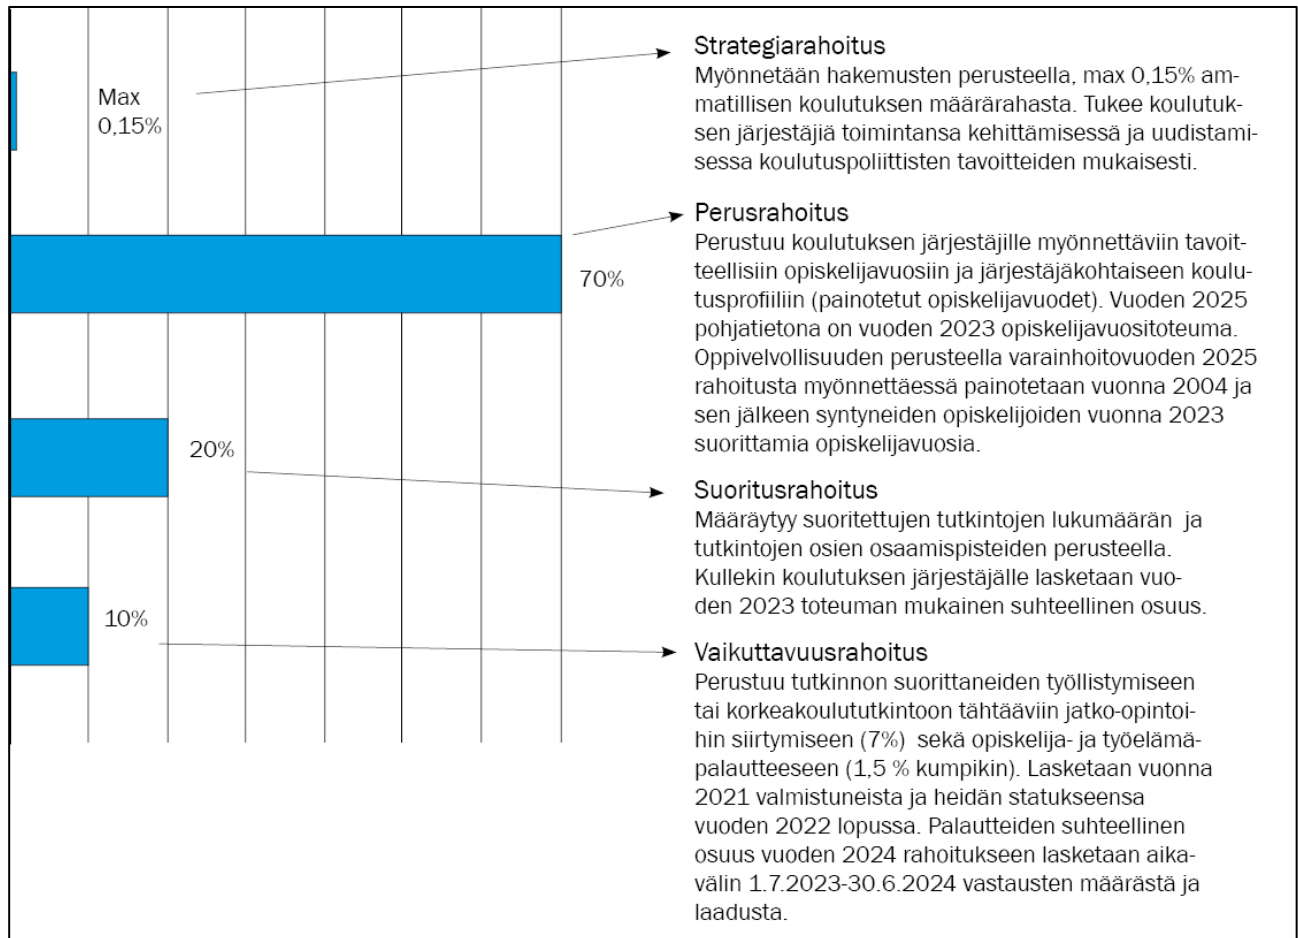 Max
0,15%
Strategiarahoitus
Myönnetään hakemusten perusteella, max 0,15% am-
matillisen koulutuksen määrärahasta. Tukee koulutuk-
sen järjestäjiä toimintansa kehittämisessä ja uudistami-
sessa koulutuspoliittisten tavoitteiden mukaisesti.
70%
Perusrahoitus
Perustuu koulutuksen järjestäjille myönnettäviin tavoit-
teellisiin opiskelijavuosiin ja järjestäjäkohtaiseen koulu-
tusprofiiliin (painotetut opiskelijavuodet). Vuoden 2025
pohjatietona on vuoden 2023 opiskelijavuositoteuma.
Oppivelvollisuuden perusteella varainhoitovuoden 2025
rahoitusta myönnettäessä painotetaan vuonna 2004 ja
sen jälkeen syntyneiden opiskelijoiden vuonna 2023
suorittamia opiskelijavuosia.
20%
Suoritusrahoitus
Määräytyy suoritettujen tutkintojen lukumäärän ja
tutkintojen osien osaamispisteiden perusteella.
Kullekin koulutuksen järjestäjälle lasketaan vuo-
den 2023 toteuman mukainen suhteellinen osuus.
10%
Vaikuttavuusrahoitus
Perustuu tutkinnon suorittaneiden työllistymiseen
tai korkeakoulututkintoon tähtääviin jatko-opintoi-
hin siirtymiseen (7%) sekä opiskelija- ja työelämä-
palautteeseen (1,5 % kumpikin). Lasketaan vuonna
2021 valmistuneista ja heidän statukseensa
vuoden 2022 lopussa. Palautteiden suhteellinen
osuus vuoden 2024 rahoitukseen lasketaan aika-
välin 1.7.2023-30.6.2024 vastausten määrästä ja
laadusta.